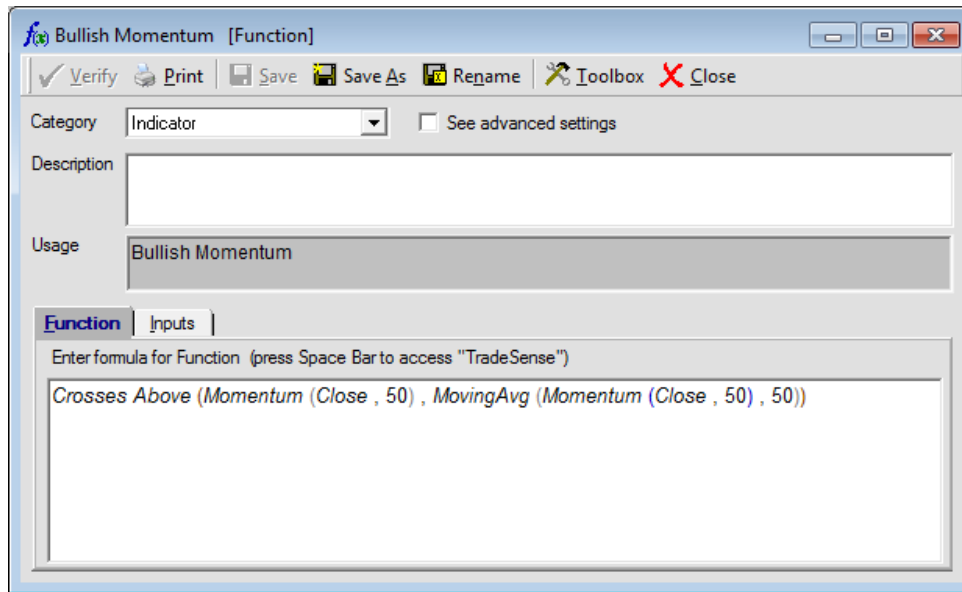 Bullish Momentum [Function]
Verify Print Save Save As Rename Toolbox Close
Category Indicator See advanced settings
Description
Usage Bullish Momentum
Function Inputs
Enter formula for Function (press Space Bar to access "TradeSense")
Crosses Above (Momentum (Close , 50) , MovingAvg (Momentum (Close , 50) , 50))